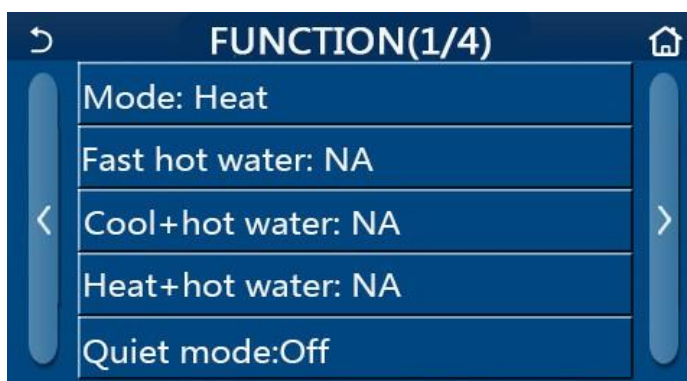 FUNCTION(1/4)
Mode: Heat
Fast hot water: NA
Cool+hot water: NA
Heat+hot water: NA
Quiet mode:Off